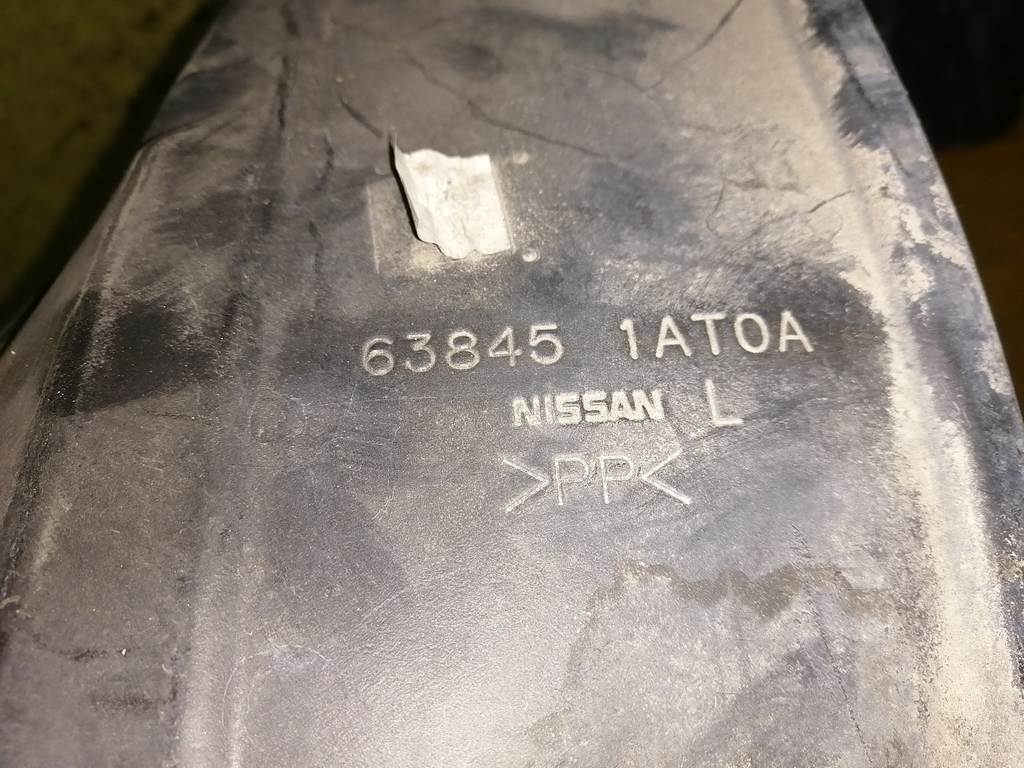 63845 1AT0A
NISSAN L
>PP<